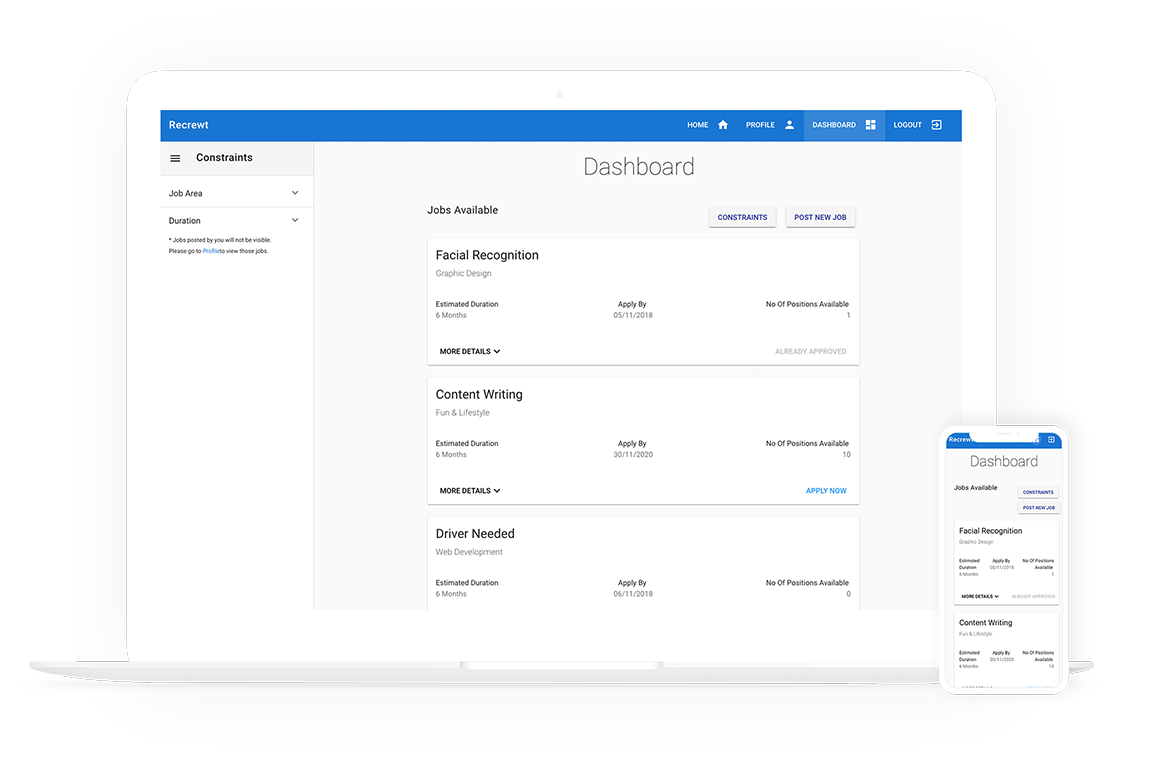 Recrewt
HOME PROFILE DASHBOARD LOGOUT
Constraints
Job Area
Duration
* Jobs posted by you will not be visible.
Please go to Profileto view those jobs.
Dashboard
Jobs Available
CONSTRAINTS POST NEW JOB
Facial Recognition
Graphic Design
Estimated Duration Apply By No Of Positions Available
6 Months 05/11/2018 1
MORE DETAILS ALREADY APPROVED
Content Writing
Fun & Lifestyle
Estimated Duration Apply By No Of Positions Available
6 Months 30/11/2020 10
MORE DETAILS APPLY NOW
Driver Needed
Web Development
Estimated Duration Apply By No Of Positions Available
6 Months 06/11/2018 0
Recrewt
Dashboard
Jobs Available
CONSTRAINTS
POST NEW JOB
Facial Recognition
Graphic Design
Estimated Apply By No Of Positions
Duration 05/11/2018 Available
6 Months 1
MORE DETAILS ALREADY APPROVED
Content Writing
Fun & Lifestyle
Estimated Apply By No Of Positions
Duration 30/11/2020 Available
6 Months 10